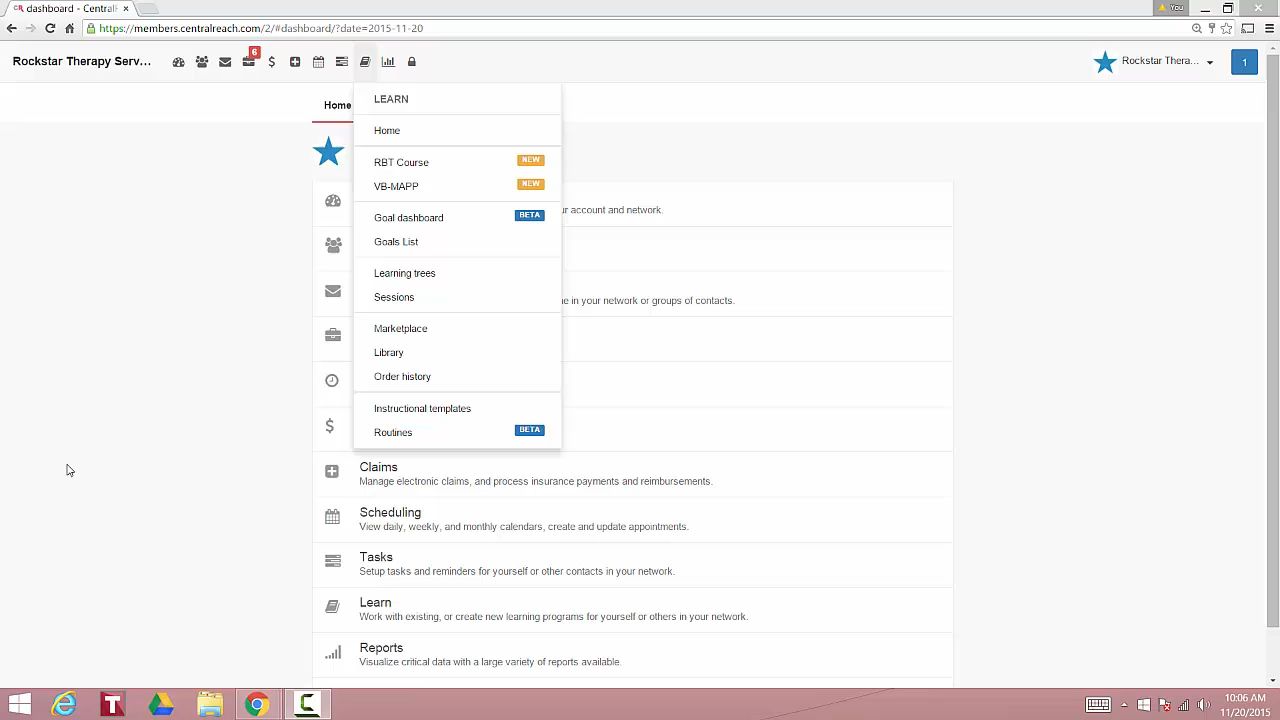 CR dashboard - CentralF
You
https://members.centralreach.com/2/#dashboard/?date=2015-11-20
Rockstar Therapy Serv...
6
$
Rockstar Thera...
1
Home
LEARN
Home
RBT Course NEW
VB-MAPP NEW
Goal dashboard BETA
Goals List
Learning trees
Sessions
Marketplace
Library
Order history
Instructional templates
Routines BETA
account and network.
in your network or groups of contacts.
$
Claims
Manage electronic claims, and process insurance payments and reimbursements.
Scheduling
View daily, weekly, and monthly calendars, create and update appointments.
Tasks
Setup tasks and reminders for yourself or other contacts in your network.
Learn
Work with existing, or create new learning programs for yourself or others in your network.
Reports
Visualize critical data with a large variety of reports available.
T
C
10:06 AM
11/20/2015